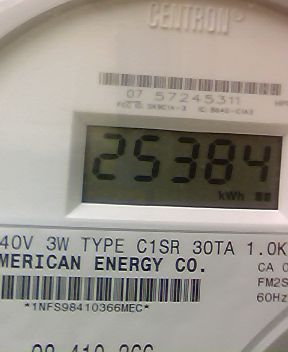 CENTRON®
07 57245311
25384
kWh
40V 3W TYPE C1SR 30TA 1.0K
MERICAN ENERGY CO.
CA 0
FM2S
60Hz
*1NFS98410366MEC*